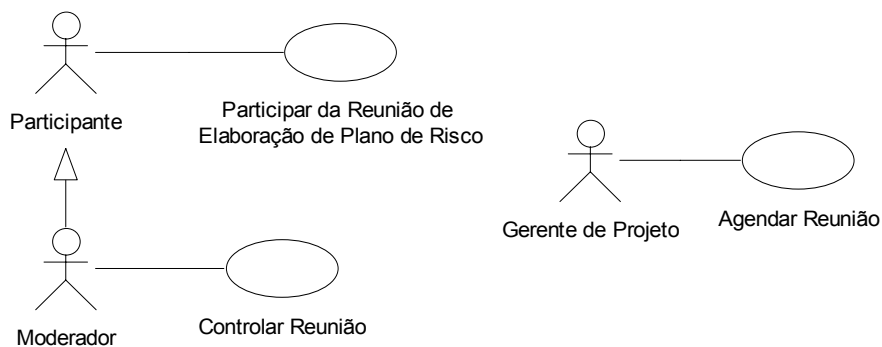 Participante
Participar da Reunião de
Elaboração de Plano de Risco
Gerente de Projeto
Agendar Reunião
Moderador
Controlar Reunião